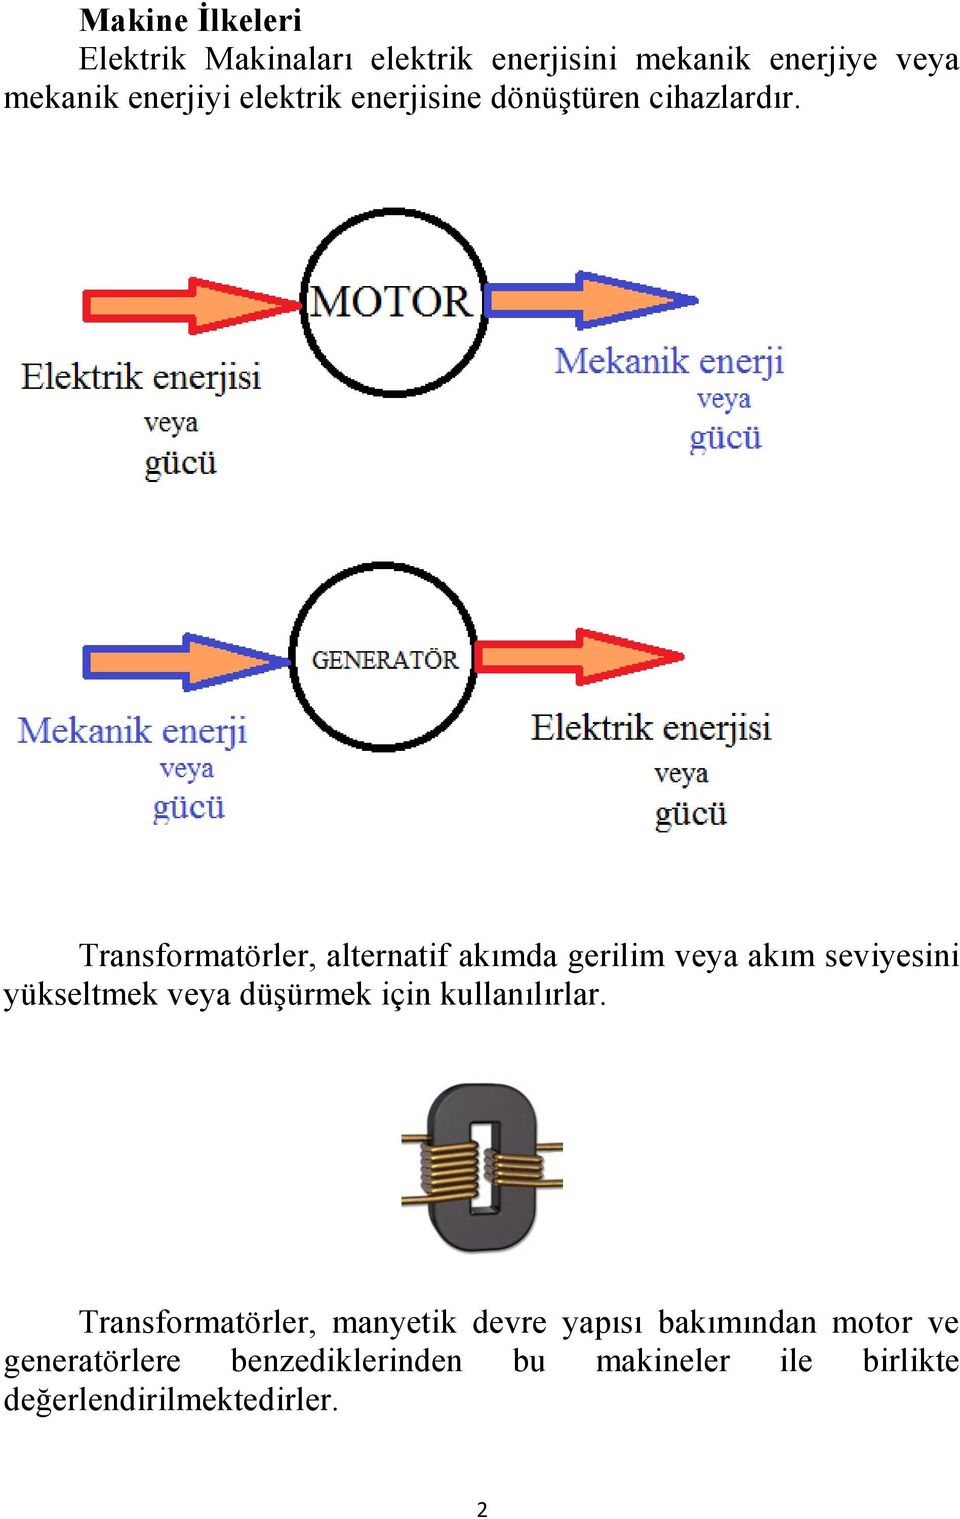 Makine İlkeleri
Elektrik Makinaları elektrik enerjisini mekanik enerjiye veya
mekanik enerjiyi elektrik enerjisine dönüştüren cihazlardır.
MOTOR
Elektrik enerjisi
veya
gücü
Mekanik enerji
veya
gücü
GENERATÖR
Mekanik enerji
veya
gücü
Elektrik enerjisi
veya
gücü
Transformatörler, alternatif akımda gerilim veya akım seviyesini
yükseltmek veya düşürmek için kullanılırlar.
Transformatörler, manyetik devre yapısı bakımından motor ve
generatörlere benzediklerinden bu makineler ile birlikte
değerlendirilmektedirler.
2